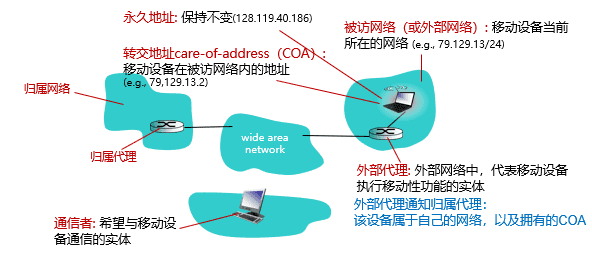 永久地址: 保持不变(128.119.40.186)
被访网络（或外部网络）: 移动设备当前
所在的网络 (e.g., 79.129.13/24)
转交地址care-of-address（COA）:
移动设备在被访网络内的地址
(e.g., 79,129.13.2)
归属网络
归属代理
wide area
network
外部代理: 外部网络中，代表移动设备
执行移动性功能的实体
外部代理通知归属代理：
该设备属于自己的网络，以及拥有的COA
通信者: 希望与移动设
备通信的实体